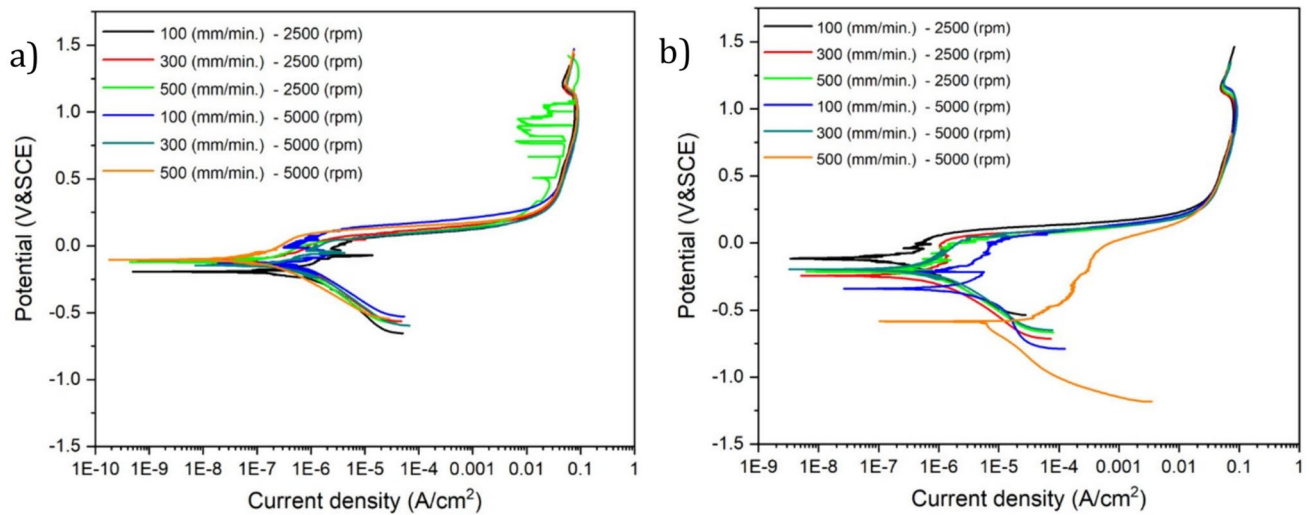 a)
Potential (V&SCE)
1.5
1.0
0.5
0.0
-0.5
-1.0
-1.5
100 (mm/min.) - 2500 (rpm)
300 (mm/min.) - 2500 (rpm)
500 (mm/min.) - 2500 (rpm)
100 (mm/min.) - 5000 (rpm)
300 (mm/min.) - 5000 (rpm)
500 (mm/min.) - 5000 (rpm)
1E-10 1E-9 1E-8 1E-7 1E-6 1E-5 1E-4 0.001 0.01 0.1 1
Current density (A/cm²)
b)
Potential (V&SCE)
1.5
1.0
0.5
0.0
-0.5
-1.0
-1.5
100 (mm/min.) - 2500 (rpm)
300 (mm/min.) - 2500 (rpm)
500 (mm/min.) - 2500 (rpm)
100 (mm/min.) - 5000 (rpm)
300 (mm/min.) - 5000 (rpm)
500 (mm/min.) - 5000 (rpm)
1E-9 1E-8 1E-7 1E-6 1E-5 1E-4 0.001 0.01 0.1 1
Current density (A/cm²)